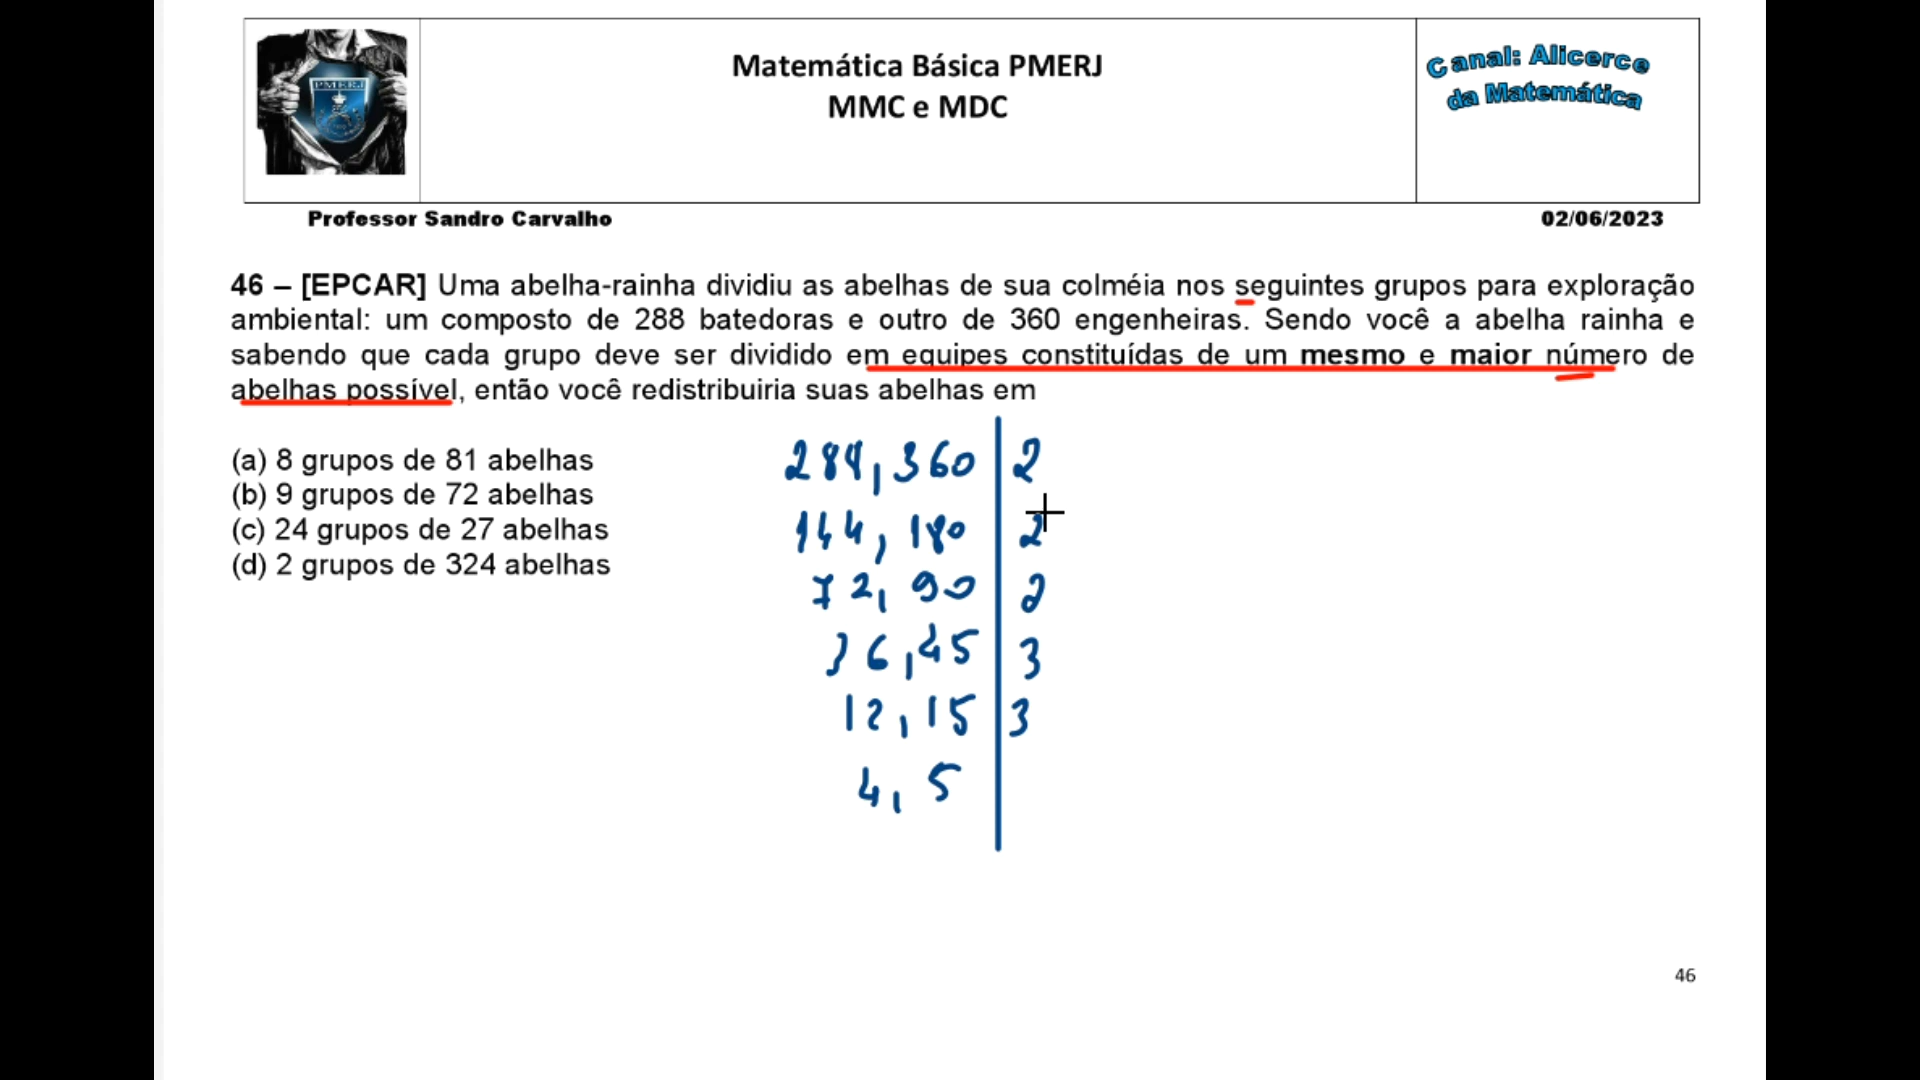 PMERJ
Matemática Básica PMERJ
MMC e MDC
Canal: Alicerce
da Matemática
Professor Sandro Carvalho
02/06/2023
46 – [EPCAR] Uma abelha-rainha dividiu as abelhas de sua colméia nos seguintes grupos para exploração
ambiental: um composto de 288 batedoras e outro de 360 engenheiras. Sendo você a abelha rainha e
sabendo que cada grupo deve ser dividido em equipes constituídas de um mesmo e maior número de
abelhas possível, então você redistribuiria suas abelhas em
(a) 8 grupos de 81 abelhas
(b) 9 grupos de 72 abelhas
(c) 24 grupos de 27 abelhas
(d) 2 grupos de 324 abelhas
288, 360 | 2
144, 180 | 2
72, 90 | 2
36, 45 | 3
12, 15 | 3
4, 5
46